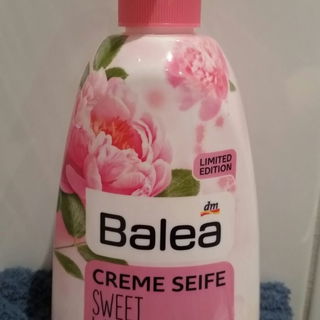 LIMITED
EDITION
dm
Balea
CREME SEIFE
SWEET